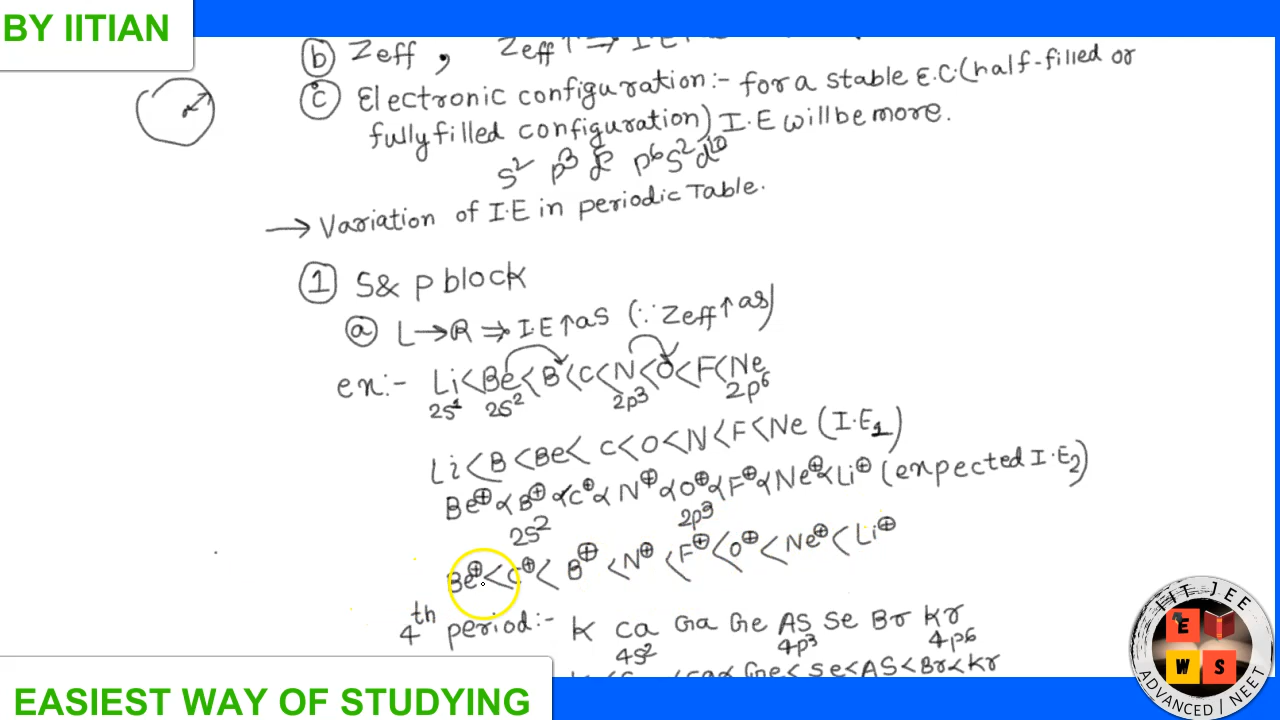 BY IITIAN
ⓑ Zeff , Zeff↑ ⇒ I.E↑
ⓒ Electronic configuration:- for a stable E.C.(half-filled or
fullyfilled configuration) I.E will be more.
s² p³ p⁶ s² d¹⁰
→ Variation of I.E in periodic Table.
① S& P block
ⓐ L→R ⇒ I.E↑as (∵ Zeff↑as)
en:- Li<Be<B<C<N<O<F<Ne
2s¹ 2s² 2p³ 2p⁶
Li<B<Be<C<O<N<F<Ne (I.E₁)
Be⊕ < B⊕ < C⊕ < N⊕ < O⊕ < F⊕ < Ne⊕ < Li⊕ (expected I.E₂)
2s² 2p³
Be⊕ < C⊕ < B⊕ < N⊕ < F⊕ < O⊕ < Ne⊕ < Li⊕
4th period:- K Ca Ga Ge As Se Br Kr
4s² 4p³ 4p⁶
Ge<Se<AS<Br<Kr
EASIEST WAY OF STUDYING
IIT JEE
E
W S
ADVANCED / NEET